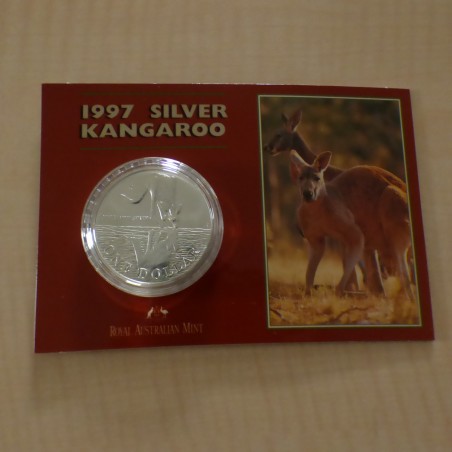 1997 SILVER
KANGAROO
ONE DOLLAR
ROYAL AUSTRALIAN MINT